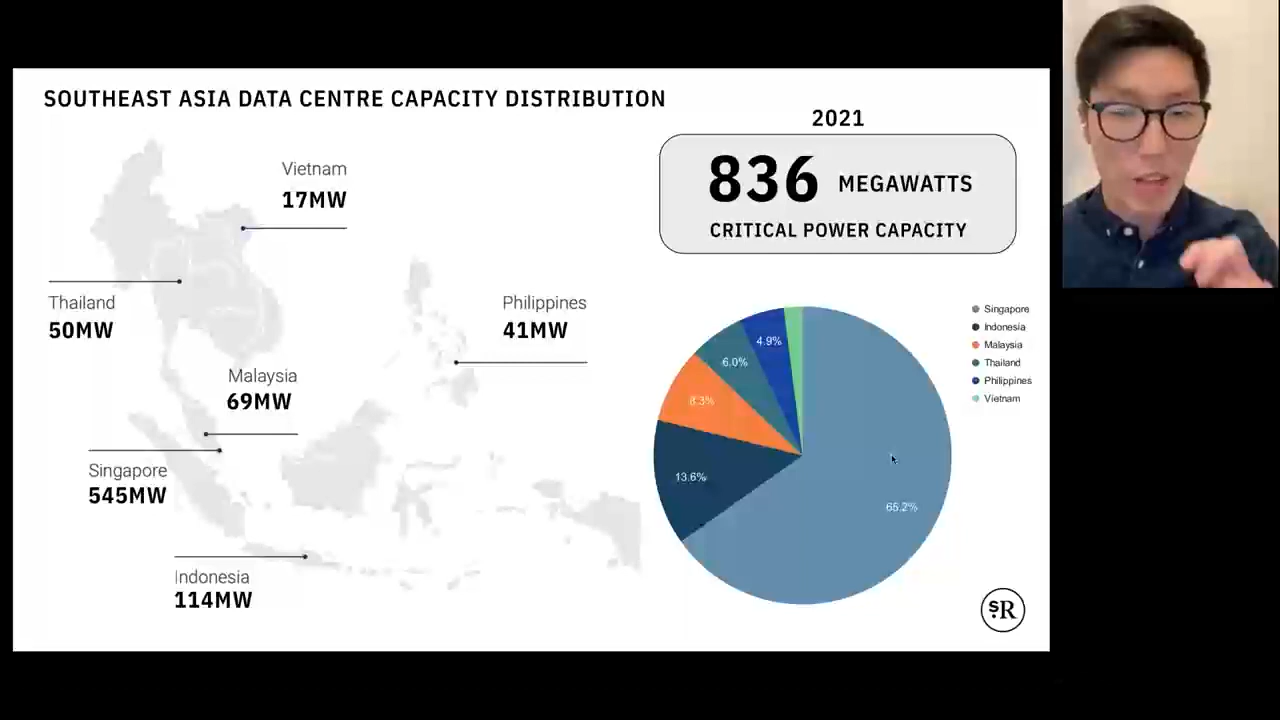 SOUTHEAST ASIA DATA CENTRE CAPACITY DISTRIBUTION
2021
836 MEGAWATTS
CRITICAL POWER CAPACITY
Vietnam
17MW
Thailand
50MW
Philippines
41MW
Malaysia
69MW
Singapore
545MW
Indonesia
114MW
4.9%
6.0%
8.3%
13.6%
65.2%
Singapore
Indonesia
Malaysia
Thailand
Philippines
Vietnam
s.R